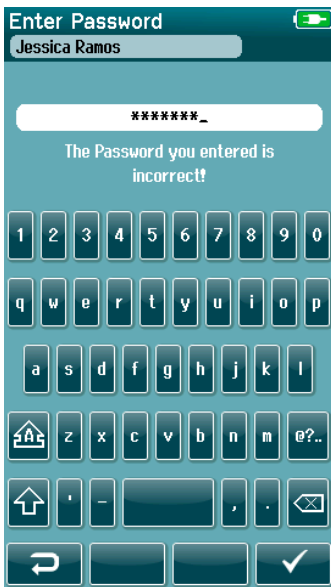 Enter Password
Jessica Ramos
*******_
The Password you entered is
incorrect!
1 2 3 4 5 6 7 8 9 0
q w e r t y u i o p
a s d f g h j k l
A z x c v b n m @?..
' - , .